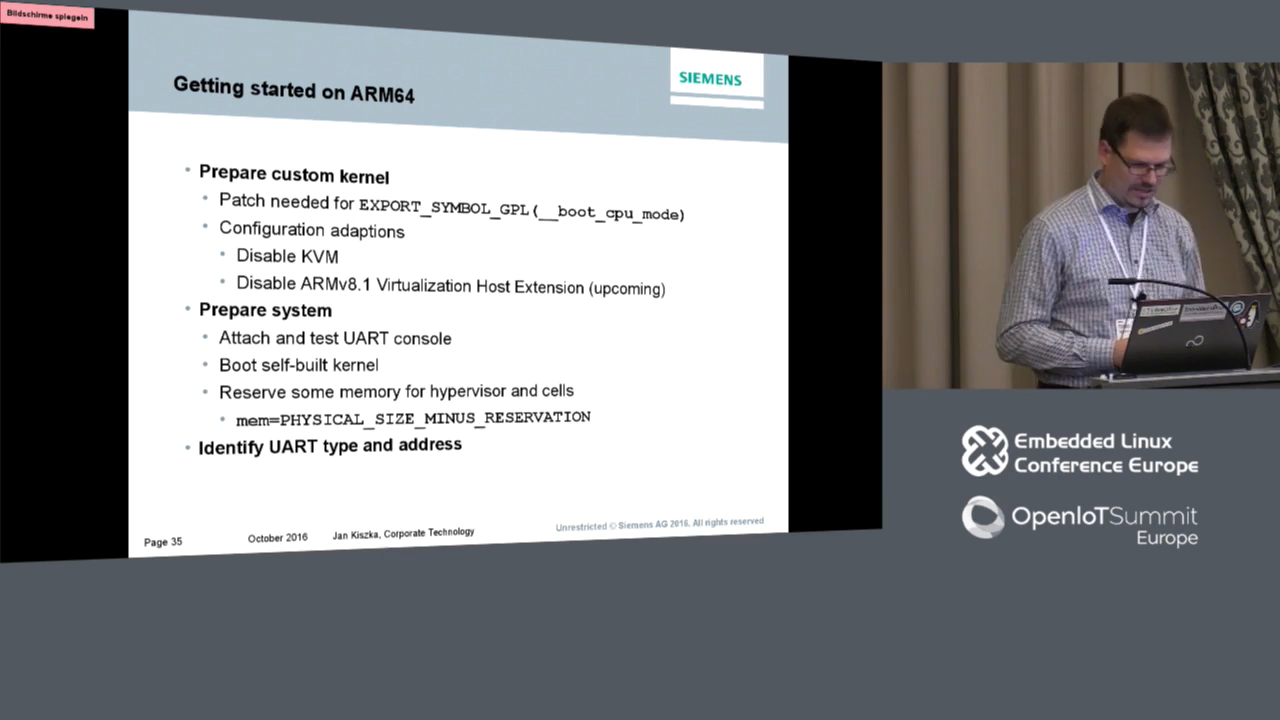 Bildschirme spiegeln
SIEMENS
Getting started on ARM64
Prepare custom kernel
Patch needed for EXPORT_SYMBOL_GPL(__boot_cpu_mode)
Configuration adaptions
Disable KVM
Disable ARMv8.1 Virtualization Host Extension (upcoming)
Prepare system
Attach and test UART console
Boot self-built kernel
Reserve some memory for hypervisor and cells
mem=PHYSICAL_SIZE_MINUS_RESERVATION
Identify UART type and address
Page 35
October 2016
Jan Kiszka, Corporate Technology
Unrestricted © Siemens AG 2016. All rights reserved
Embedded Linux
Conference Europe
OpenIoTSummit
Europe